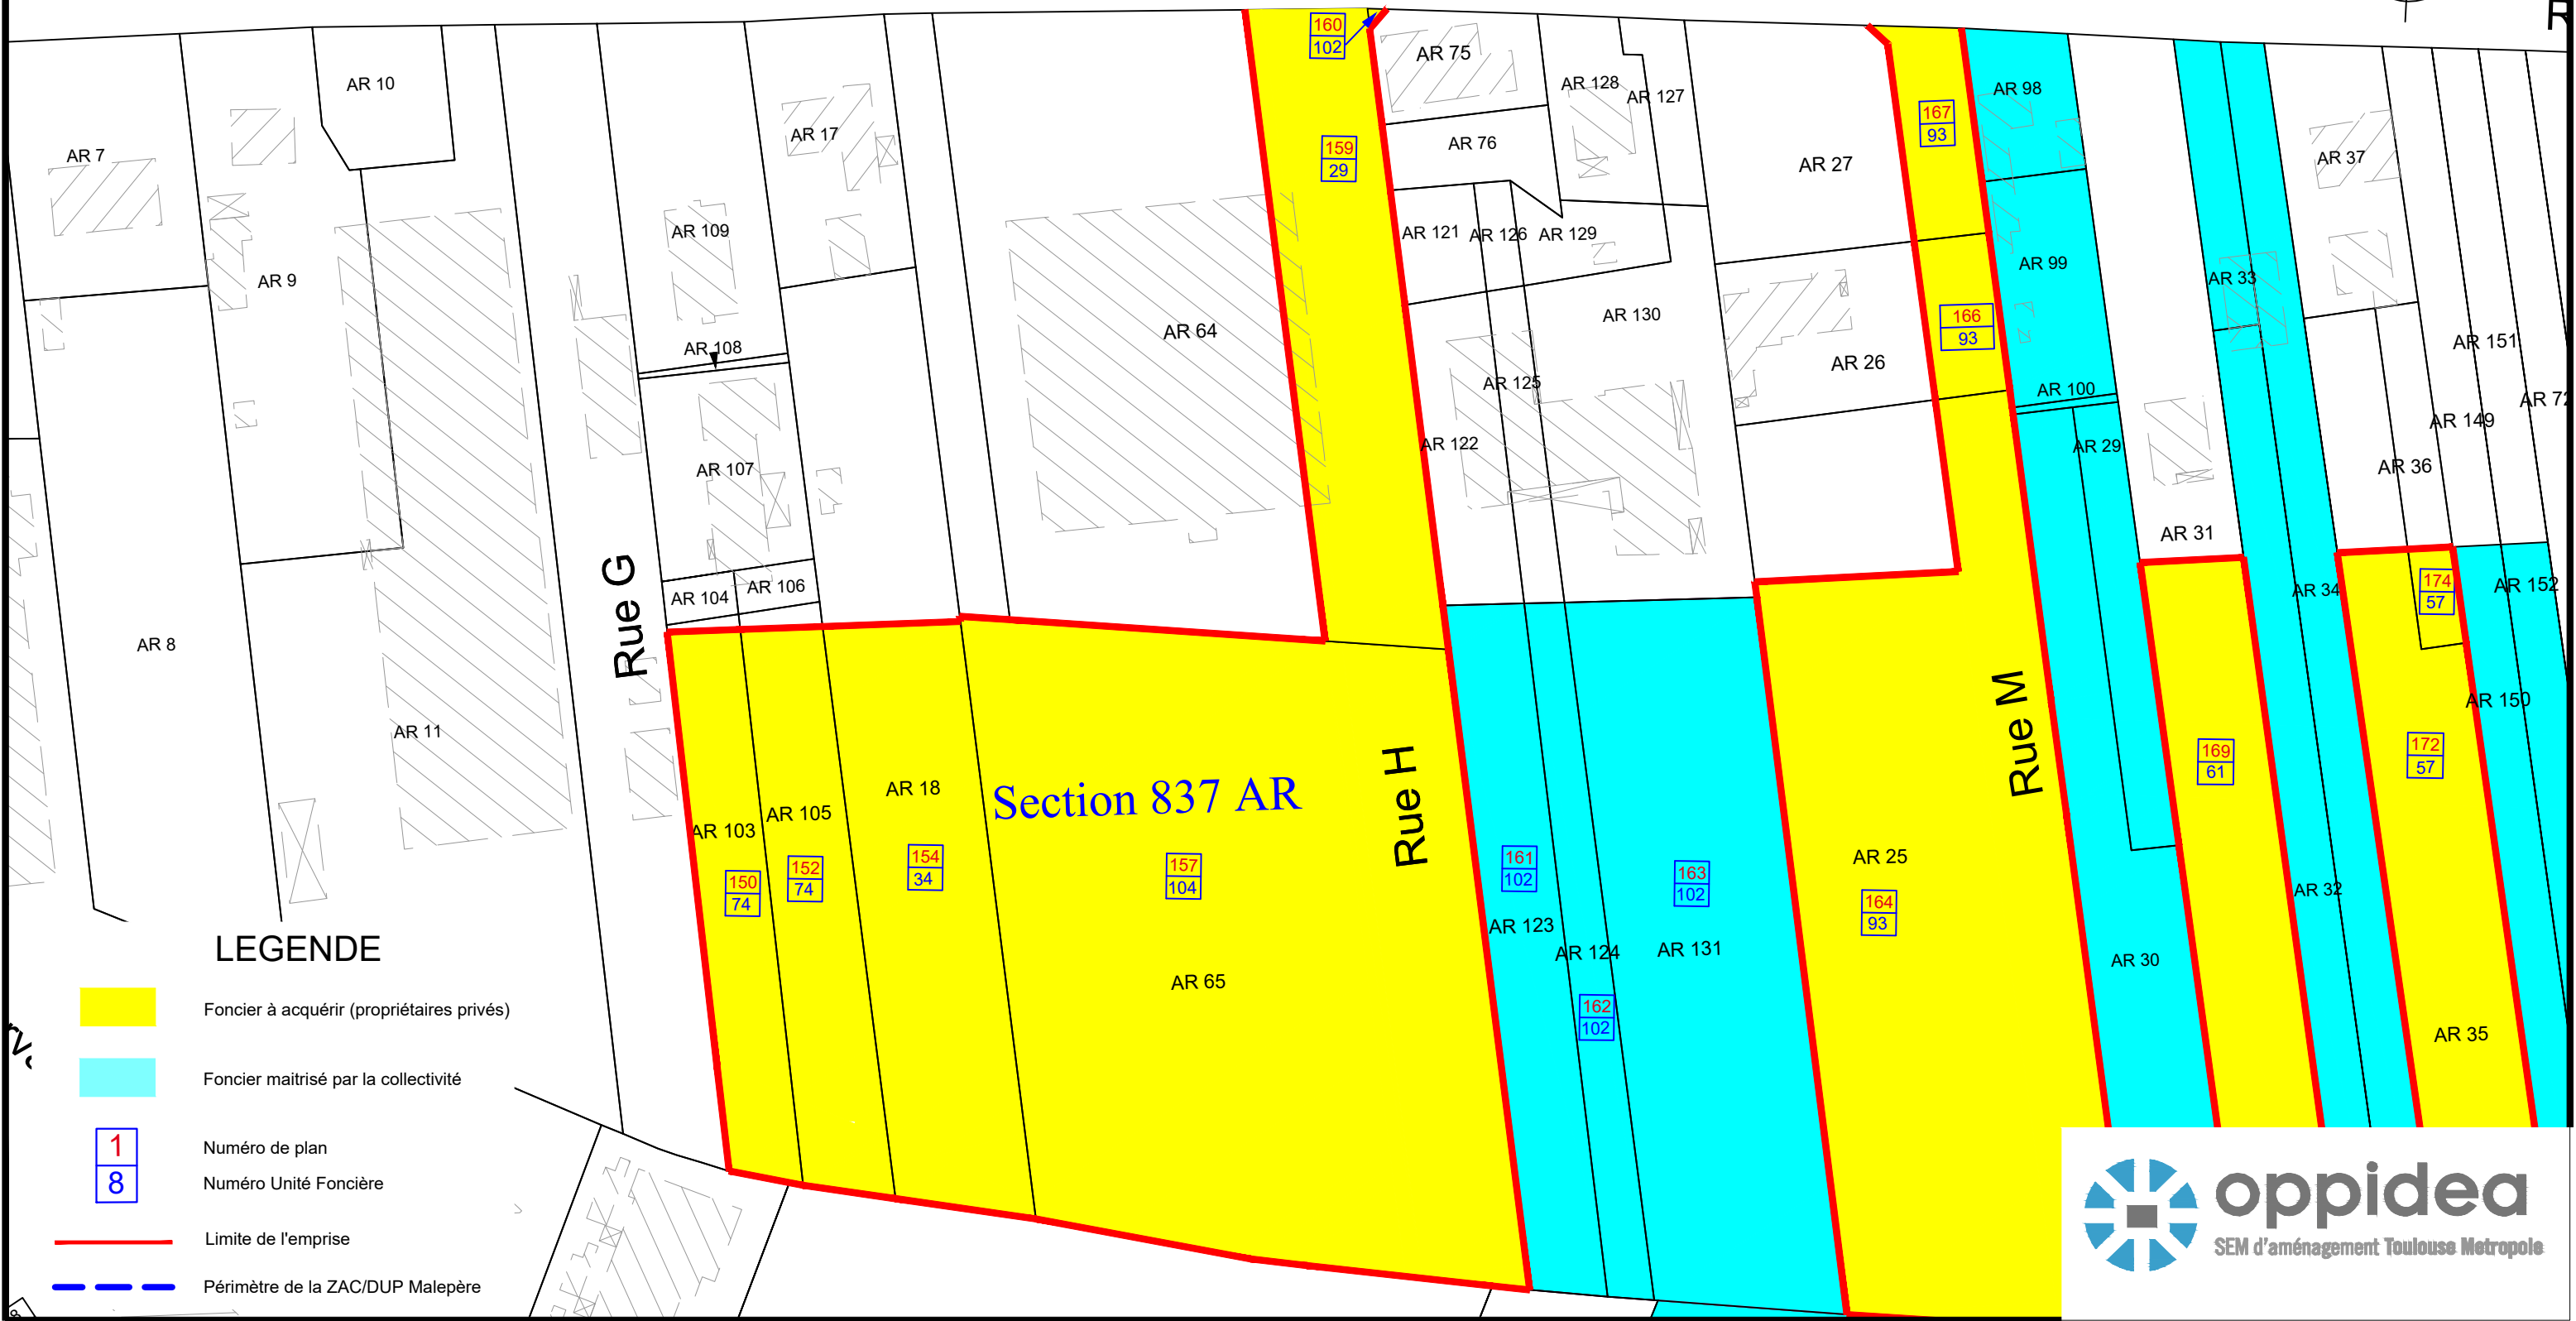 160
102
AR 75
AR 10
AR 128
AR 127
AR 98
167
93
AR 7
AR 17
159
29
AR 76
AR 27
AR 37
AR 109
AR 121
AR 126
AR 129
AR 9
AR 99
AR 33
AR 64
AR 130
166
93
AR 151
AR 108
AR 26
AR 125
AR 100
AR 72
AR 149
AR 122
AR 29
AR 107
AR 36
AR 31
Rue G
AR 104
AR 106
AR 34
174
57
AR 152
AR 8
AR 11
Rue M
AR 150
169
61
172
57
AR 18
Section 837 AR
Rue H
AR 103
AR 105
150
74
152
74
154
34
157
104
161
102
163
102
AR 25
164
93
AR 32
AR 123
AR 124
AR 131
AR 30
AR 65
162
102
AR 35
LEGENDE
Foncier à acquérir (propriétaires privés)
Foncier maitrisé par la collectivité
1
Numéro de plan
8
Numéro Unité Foncière
Limite de l'emprise
Périmètre de la ZAC/DUP Malepère
oppidea
SEM d'aménagement Toulouse Metropole